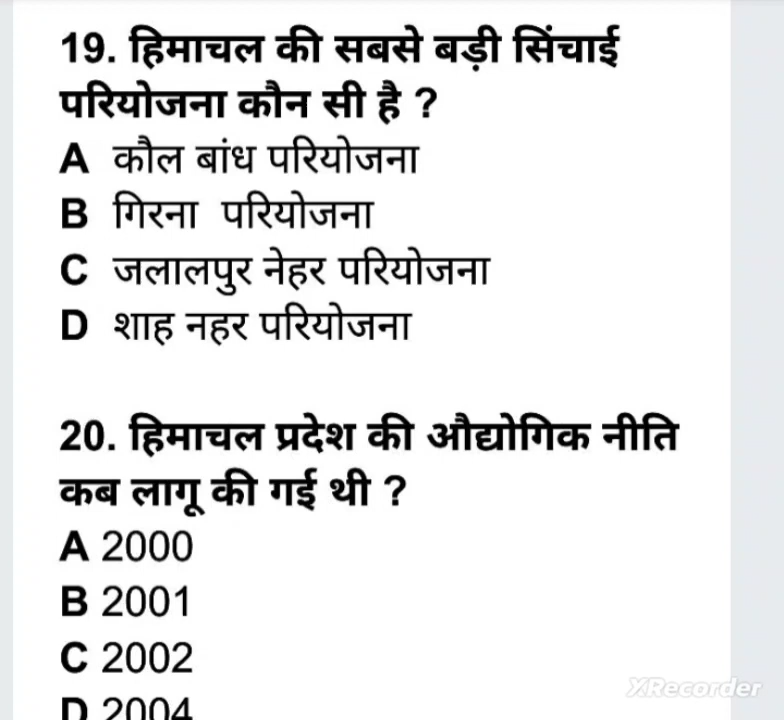 19. हिमाचल की सबसे बड़ी सिंचाई
परियोजना कौन सी है ?
A कौल बांध परियोजना
B गिरना परियोजना
C जलालपुर नेहर परियोजना
D शाह नहर परियोजना
20. हिमाचल प्रदेश की औद्योगिक नीति
कब लागू की गई थी ?
A 2000
B 2001
C 2002
D 2004
XRecorder